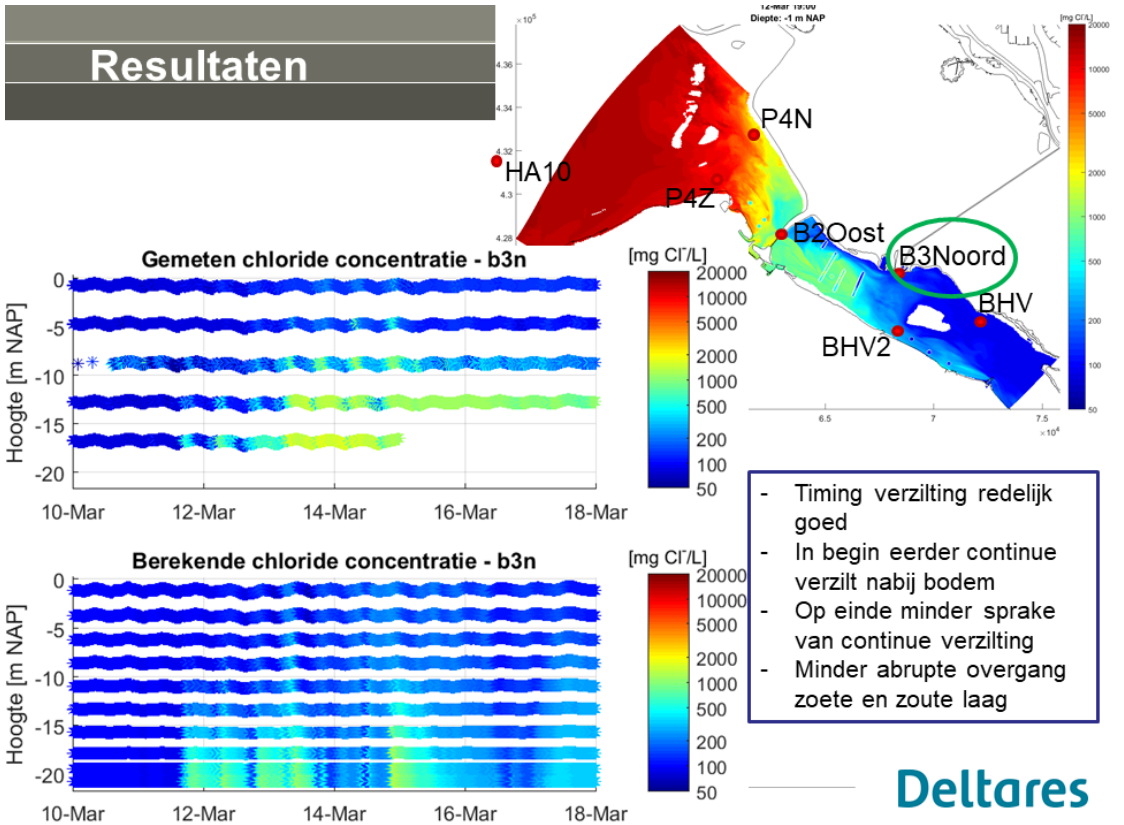 Resultaten
12-Mar 19:00
Diepte: -1 m NAP
×10⁵
4.36
4.34
4.32
4.3
4.28
6.5
7
7.5
×10⁴
HA10
P4N
P4Z
B2Oost
B3Noord
BHV
BHV2
[mg Cl⁻/L]
20000
10000
5000
2000
1000
500
200
100
50
Gemeten chloride concentratie - b3n
Hoogte [m NAP]
0
-5
-10
-15
-20
10-Mar
12-Mar
14-Mar
16-Mar
18-Mar
[mg Cl⁻/L]
20000
10000
5000
2000
1000
500
200
100
50
Berekende chloride concentratie - b3n
Hoogte [m NAP]
0
-5
-10
-15
-20
10-Mar
12-Mar
14-Mar
16-Mar
18-Mar
[mg Cl⁻/L]
20000
10000
5000
2000
1000
500
200
100
50
- Timing verzilting redelijk
goed
- In begin eerder continue
verzilt nabij bodem
- Op einde minder sprake
van continue verzilting
- Minder abrupte overgang
zoete en zoute laag
Deltares